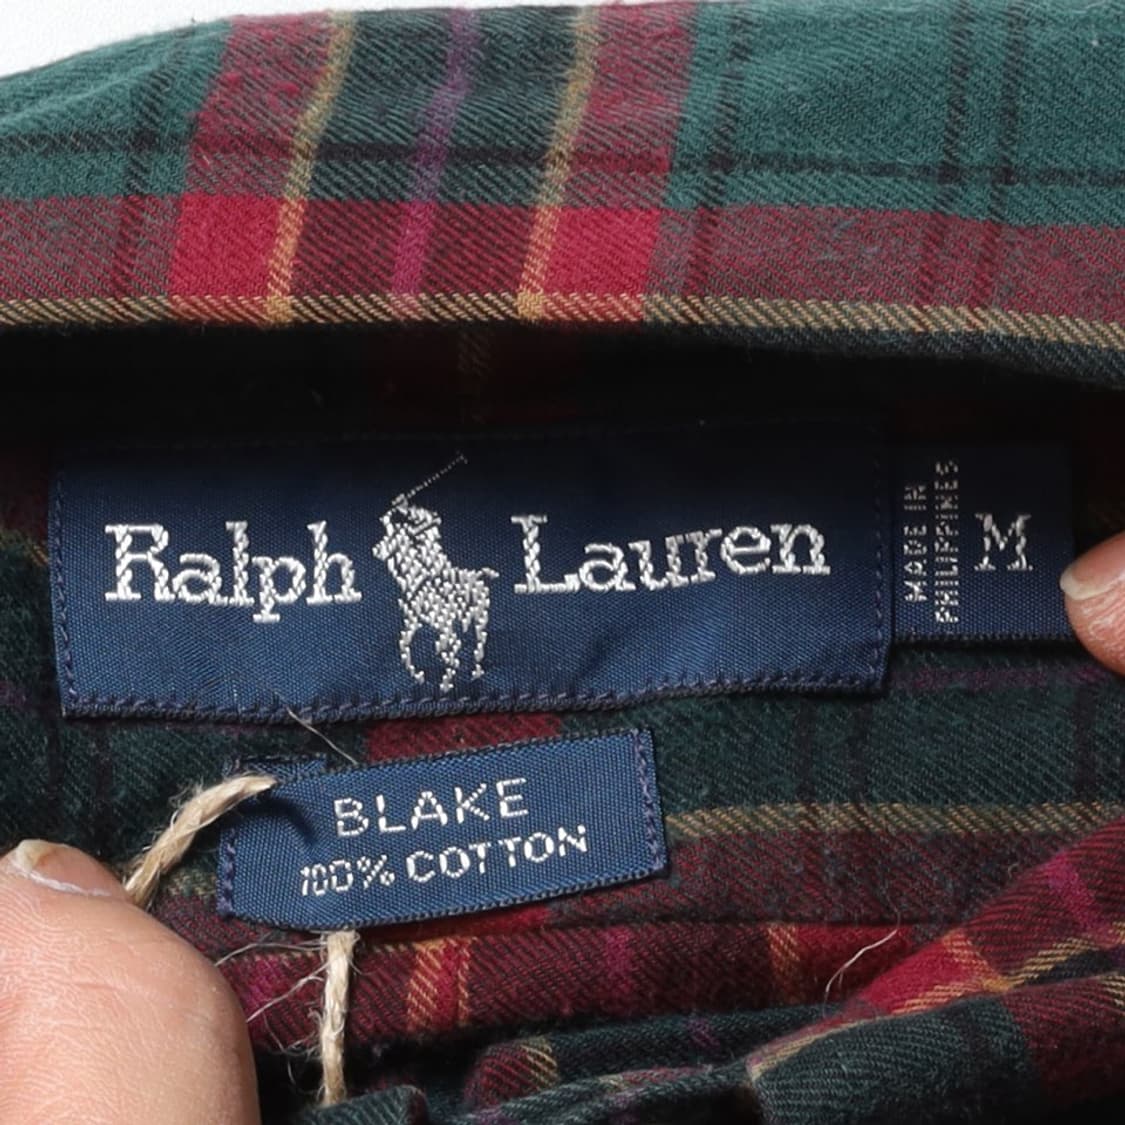 Ralph Lauren
MADE IN
PHILIPPINES
M
BLAKE
100% COTTON